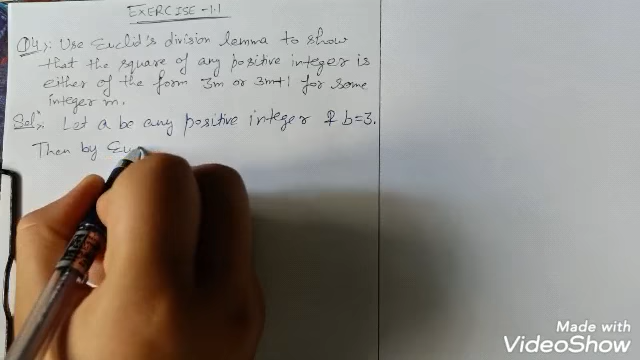 EXERCISE-1.1
Q4): Use Euclid's division lemma to show
that the square of any positive integer is
either of the form 3m or 3m+1 for some
integer m.
Sol: Let a be any positive integer & b=3.
Then by Eu
Made with
VideoShow